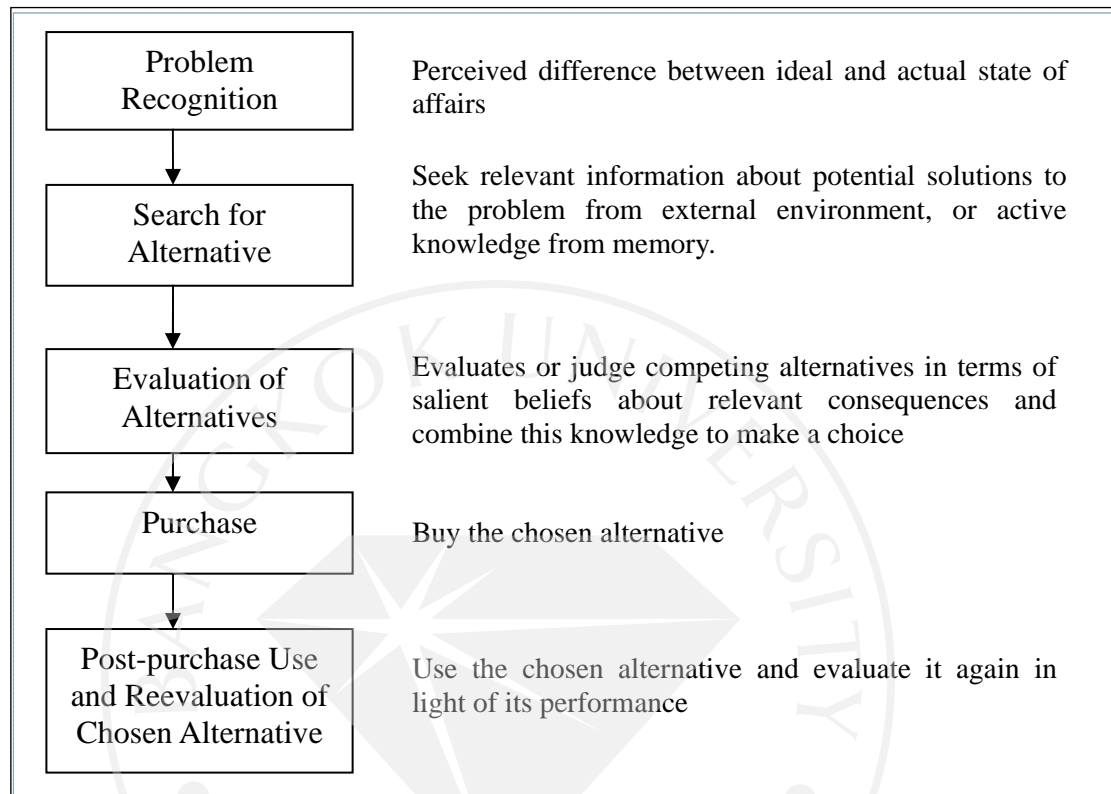 Problem
Recognition
Perceived difference between ideal and actual state of
affairs
Search for
Alternative
Seek relevant information about potential solutions to
the problem from external environment, or active
knowledge from memory.
Evaluation of
Alternatives
Evaluates or judge competing alternatives in terms of
salient beliefs about relevant consequences and
combine this knowledge to make a choice
Purchase
Buy the chosen alternative
Post-purchase Use
and Reevaluation of
Chosen Alternative
Use the chosen alternative and evaluate it again in
light of its performance
BANGKOK UNIVERSITY